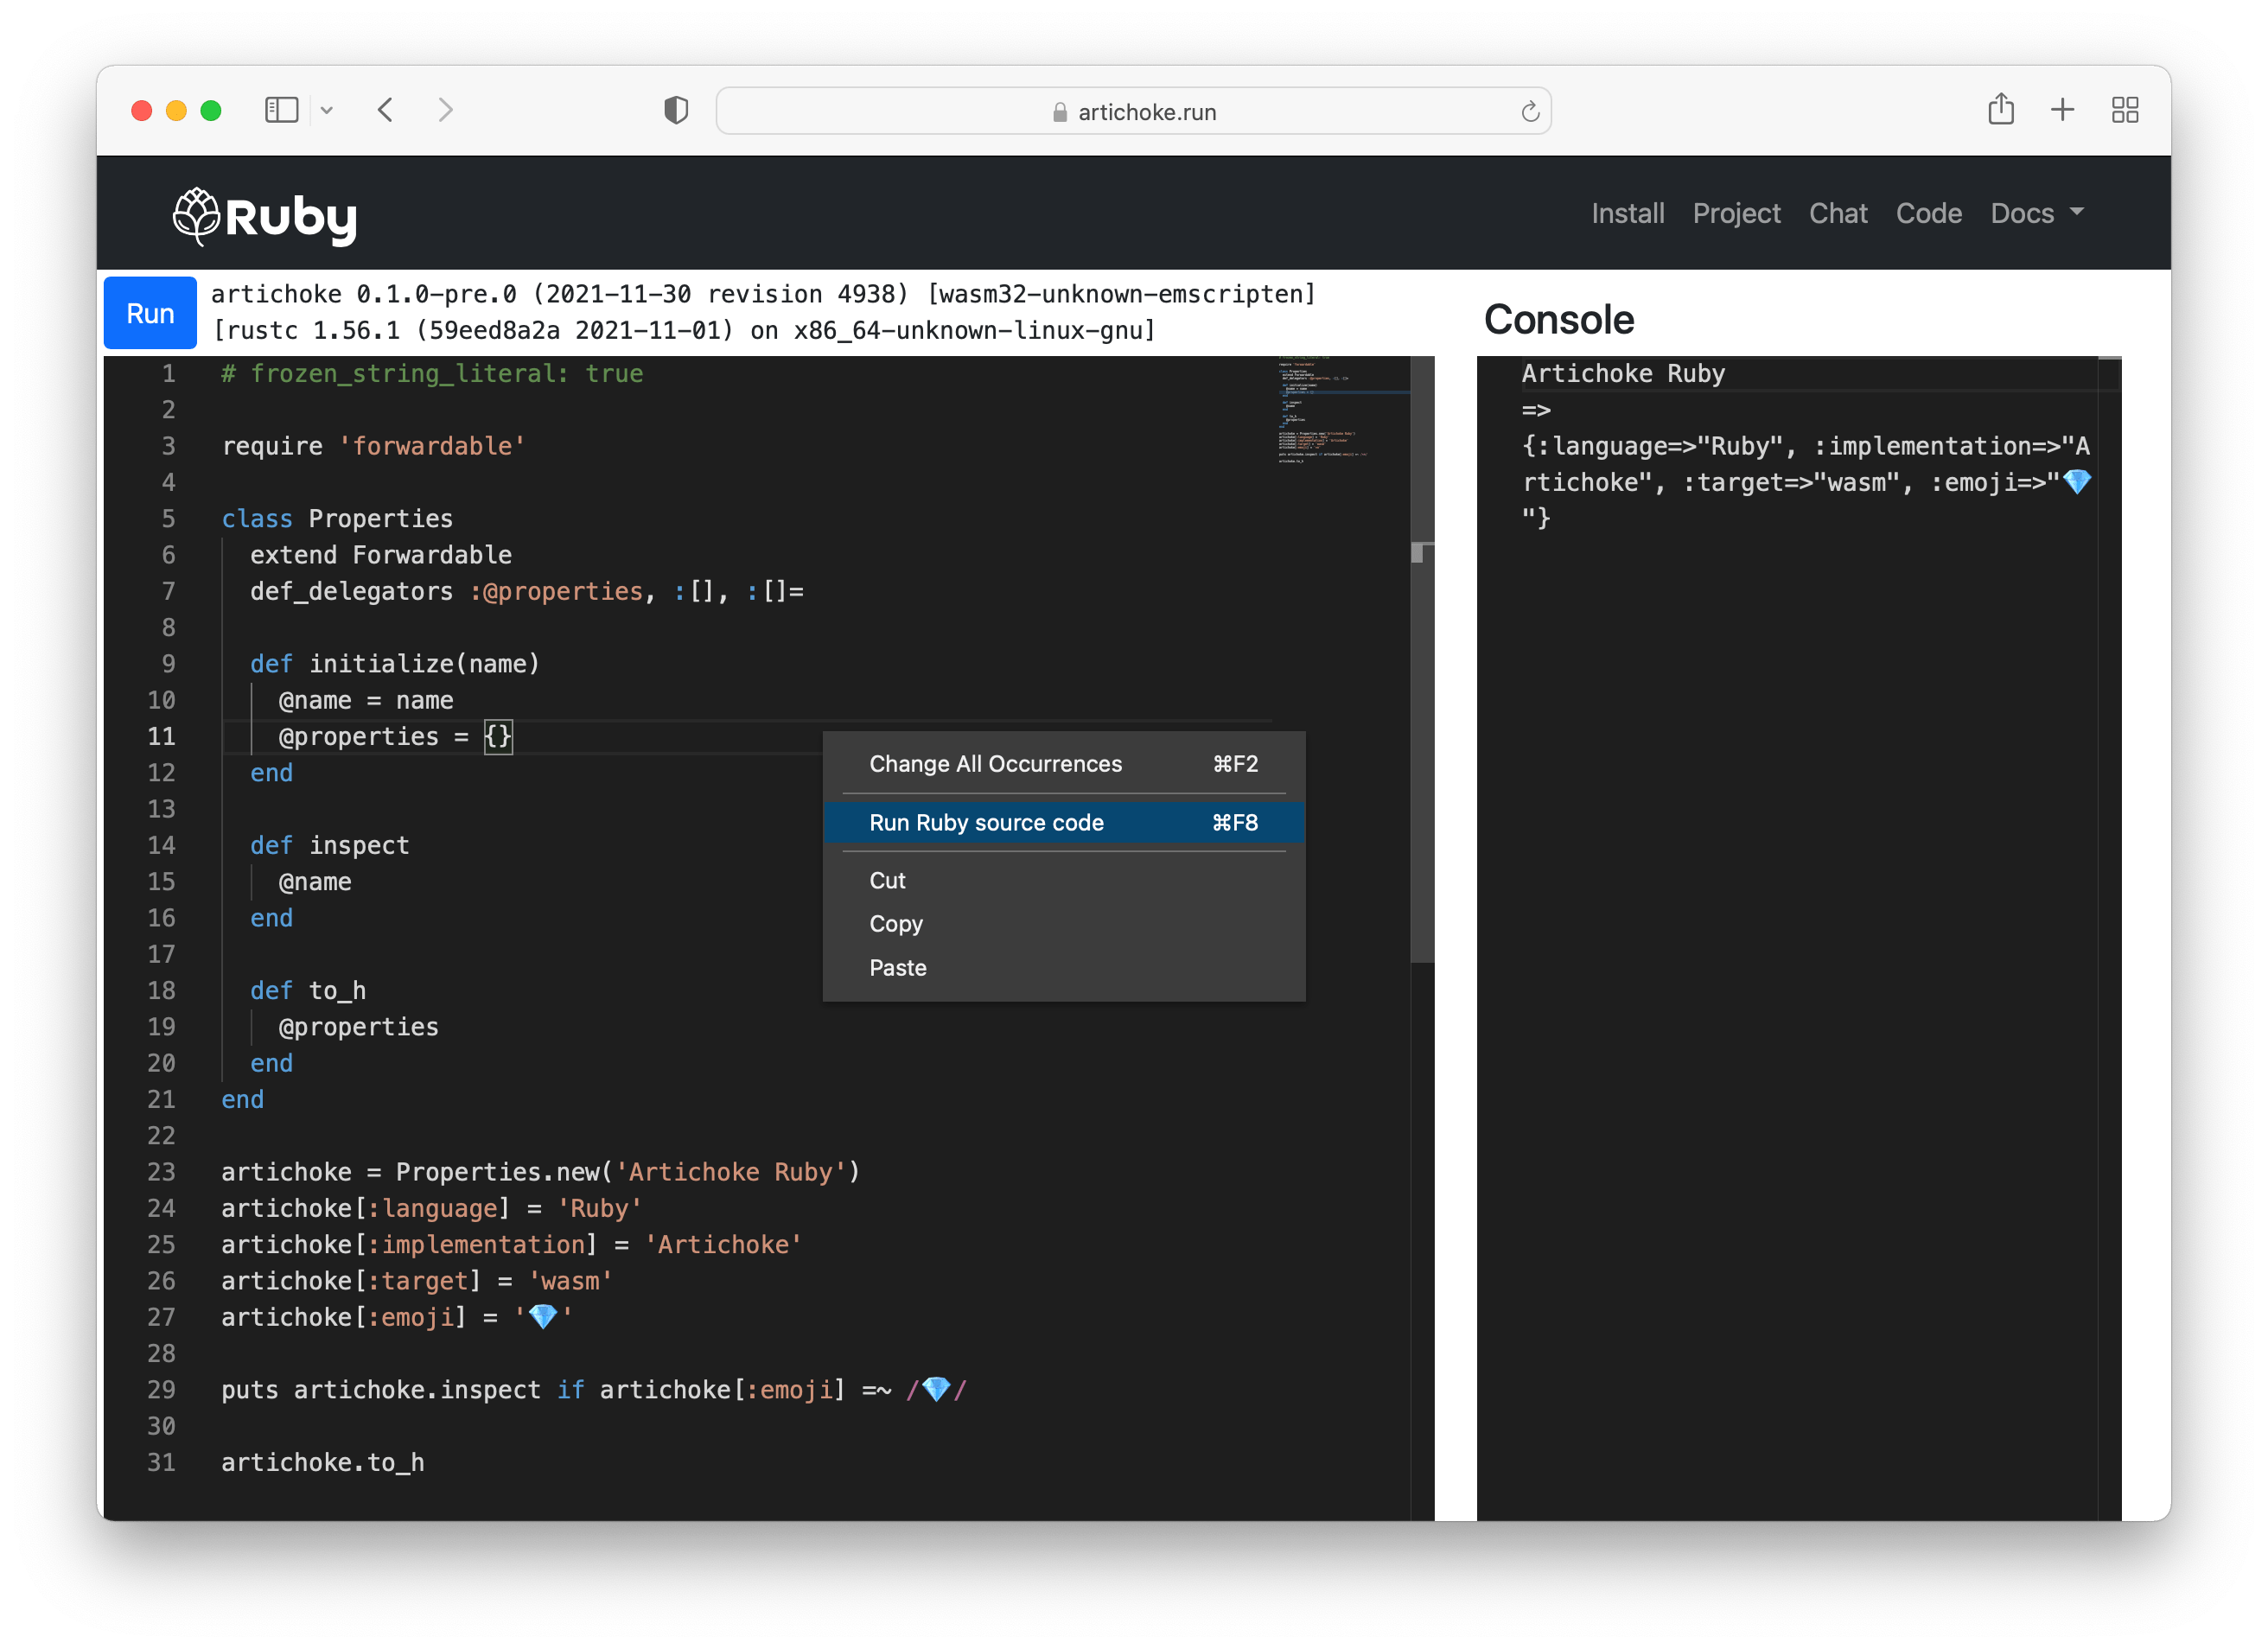 artichoke.run
Ruby
Install Project Chat Code Docs
Run
artichoke 0.1.0-pre.0 (2021-11-30 revision 4938) [wasm32-unknown-emscripten]
[rustc 1.56.1 (59eed8a2a 2021-11-01) on x86_64-unknown-linux-gnu]
1 # frozen_string_literal: true
2
3 require 'forwardable'
4
5 class Properties
6   extend Forwardable
7   def_delegators :@properties, :[], :[]=
8
9   def initialize(name)
10     @name = name
11     @properties = {}
12   end
13
14   def inspect
15     @name
16   end
17
18   def to_h
19     @properties
20   end
21 end
22
23 artichoke = Properties.new('Artichoke Ruby')
24 artichoke[:language] = 'Ruby'
25 artichoke[:implementation] = 'Artichoke'
26 artichoke[:target] = 'wasm'
27 artichoke[:emoji] = '💎'
28
29 puts artichoke.inspect if artichoke[:emoji] =~ /💎/
30
31 artichoke.to_h
Change All Occurrences ⌘F2
Run Ruby source code ⌘F8
Cut
Copy
Paste
Console
Artichoke Ruby
=>
{:language=>"Ruby", :implementation=>"A
rtichoke", :target=>"wasm", :emoji=>"💎
"}